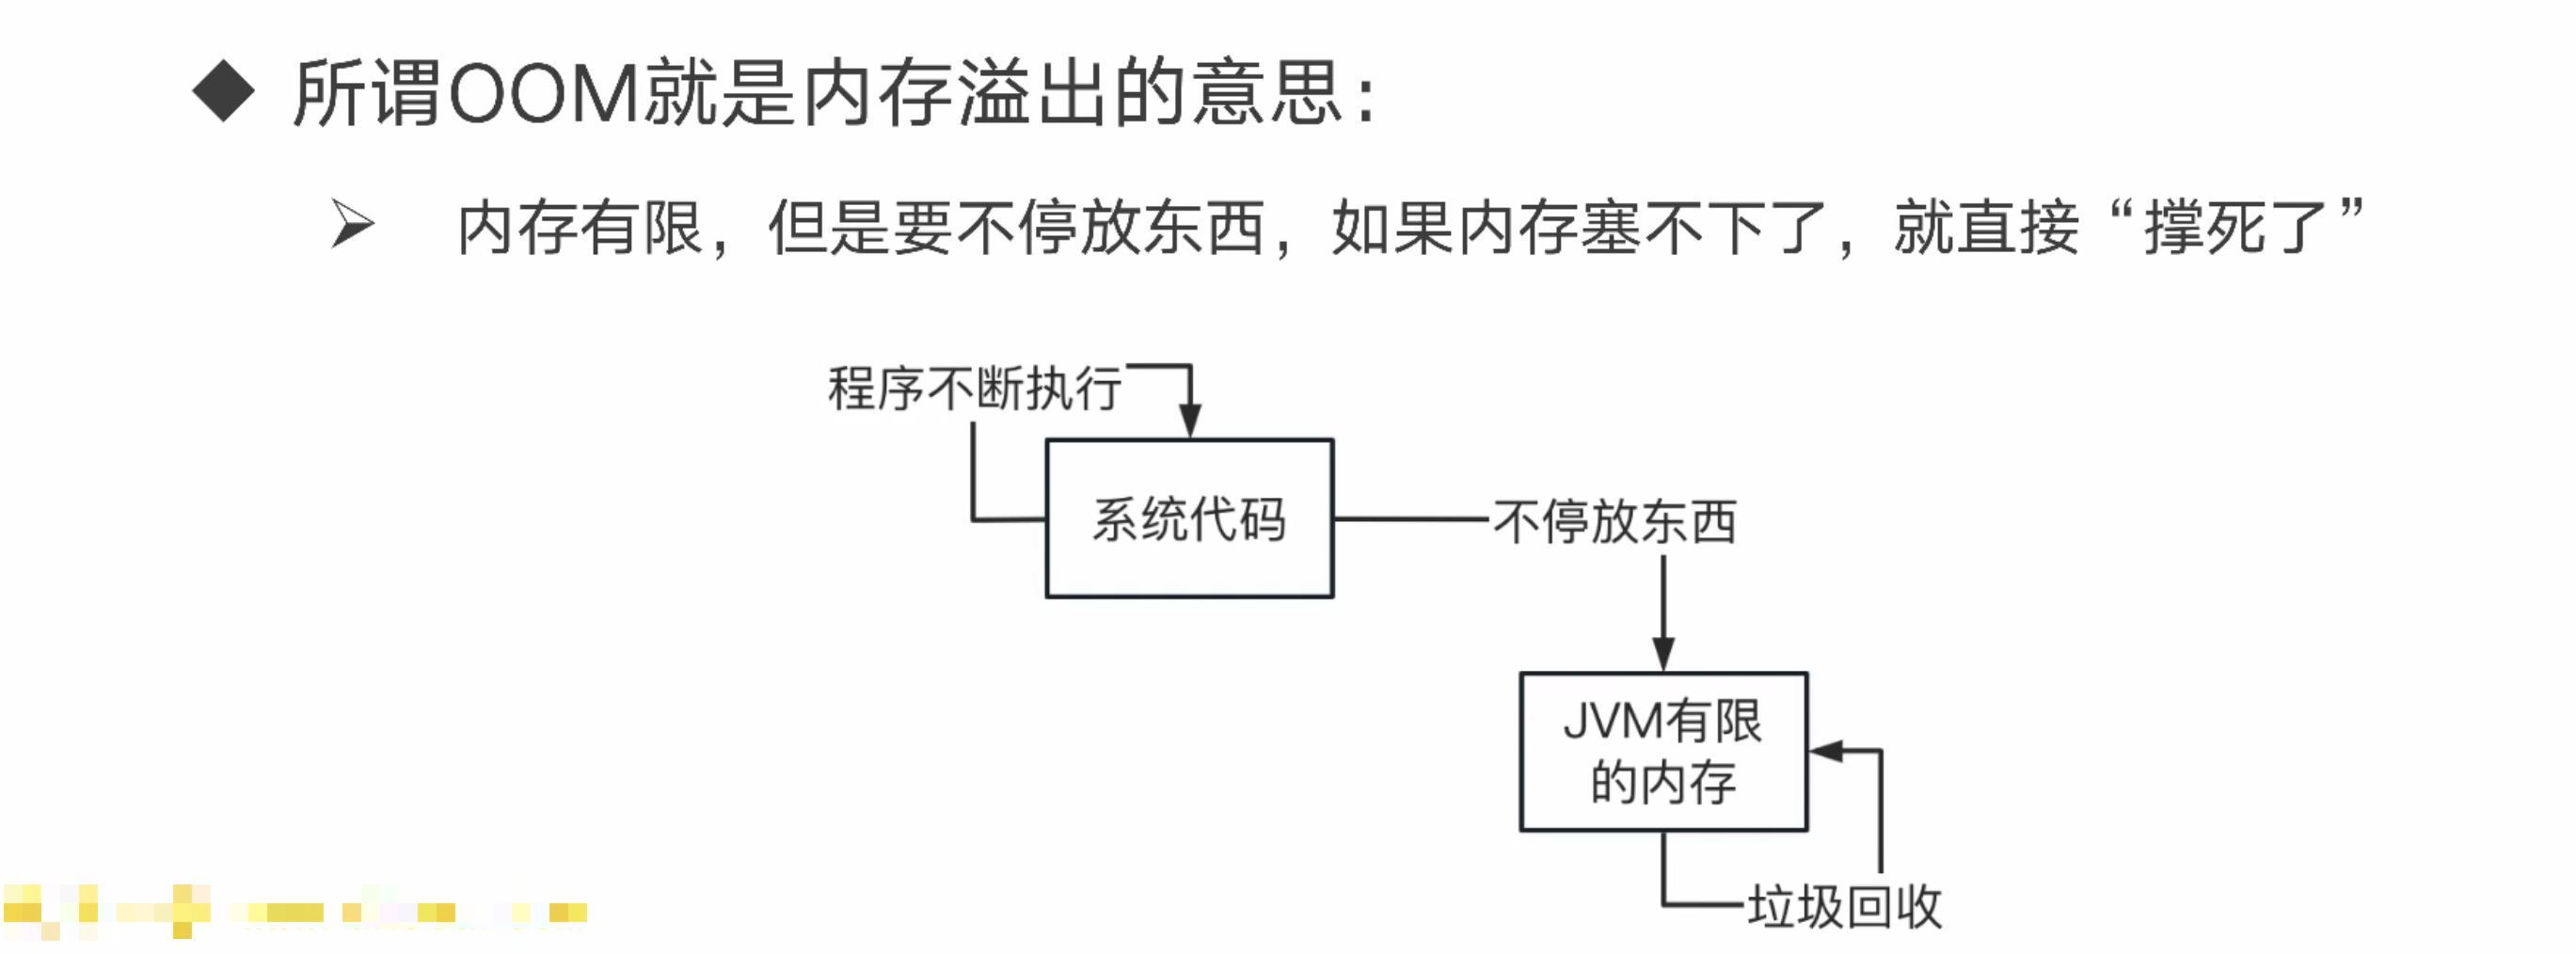 所谓OOM就是内存溢出的意思：
内存有限，但是要不停放东西，如果内存塞不下了，就直接“撑死了”
程序不断执行
系统代码
不停放东西
JVM有限
的内存
垃圾回收